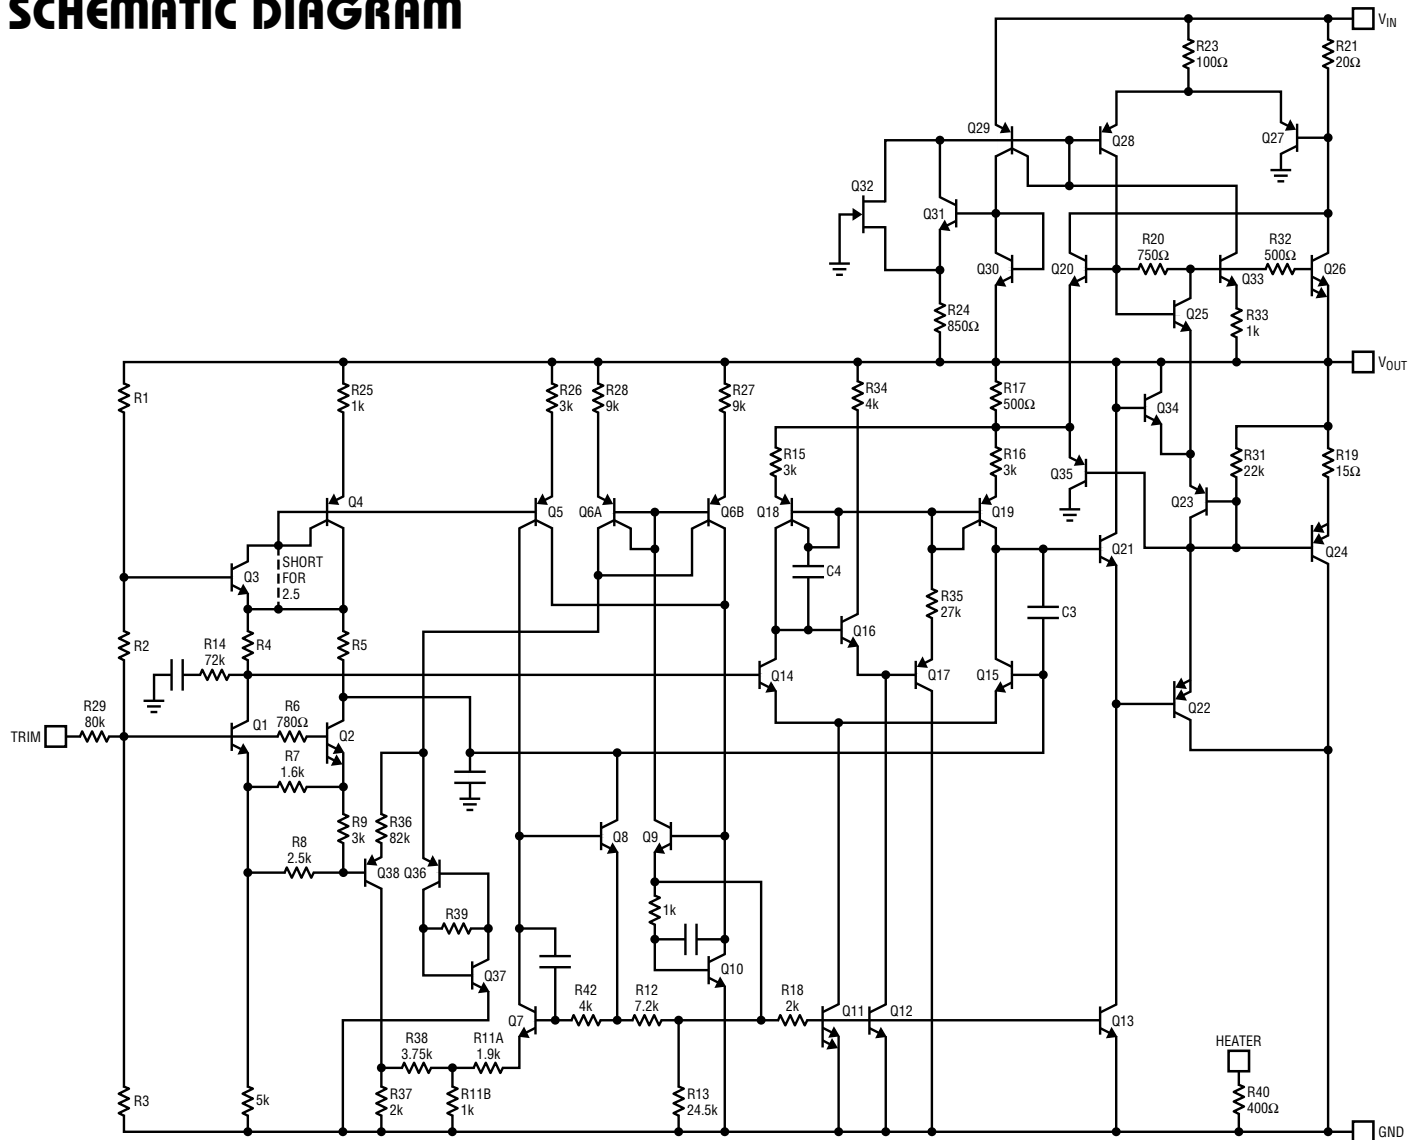 SCHEMATIC DIAGRAM
VIN
R23
100Ω
R21
20Ω
Q29
Q28
Q27
Q32
Q31
Q30
Q20
R20
750Ω
R32
500Ω
Q33
Q26
R24
850Ω
Q25
R33
1k
VOUT
R1
R25
1k
R26
3k
R28
9k
R27
9k
R34
4k
R17
500Ω
Q34
R15
3k
R16
3k
Q35
R31
22k
R19
15Ω
Q4
Q5
Q6A
Q6B
Q18
Q19
Q23
Q21
Q24
SHORT
FOR
2.5
Q3
C4
R35
27k
C3
R2
R14
72k
R4
R5
Q16
Q14
Q17
Q15
R29
80k
TRIM
Q1
R6
780Ω
Q2
Q22
R7
1.6k
R9
3k
R36
82k
Q8
Q9
R8
2.5k
Q38
Q36
1k
R39
Q37
Q10
Q7
R42
4k
R12
7.2k
R18
2k
Q11
Q12
Q13
R38
3.75k
R11A
1.9k
HEATER
R3
5k
R37
2k
R11B
1k
R13
24.5k
R40
400Ω
GND